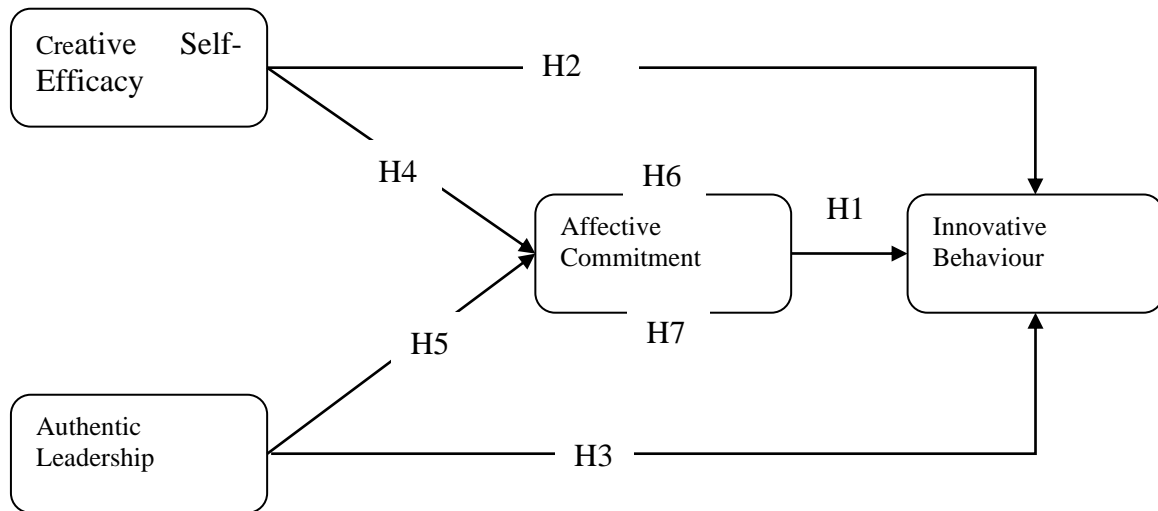 Creative Self-
Efficacy
H2
H4
H6
Affective
Commitment
H1
Innovative
Behaviour
H7
H5
Authentic
Leadership
H3